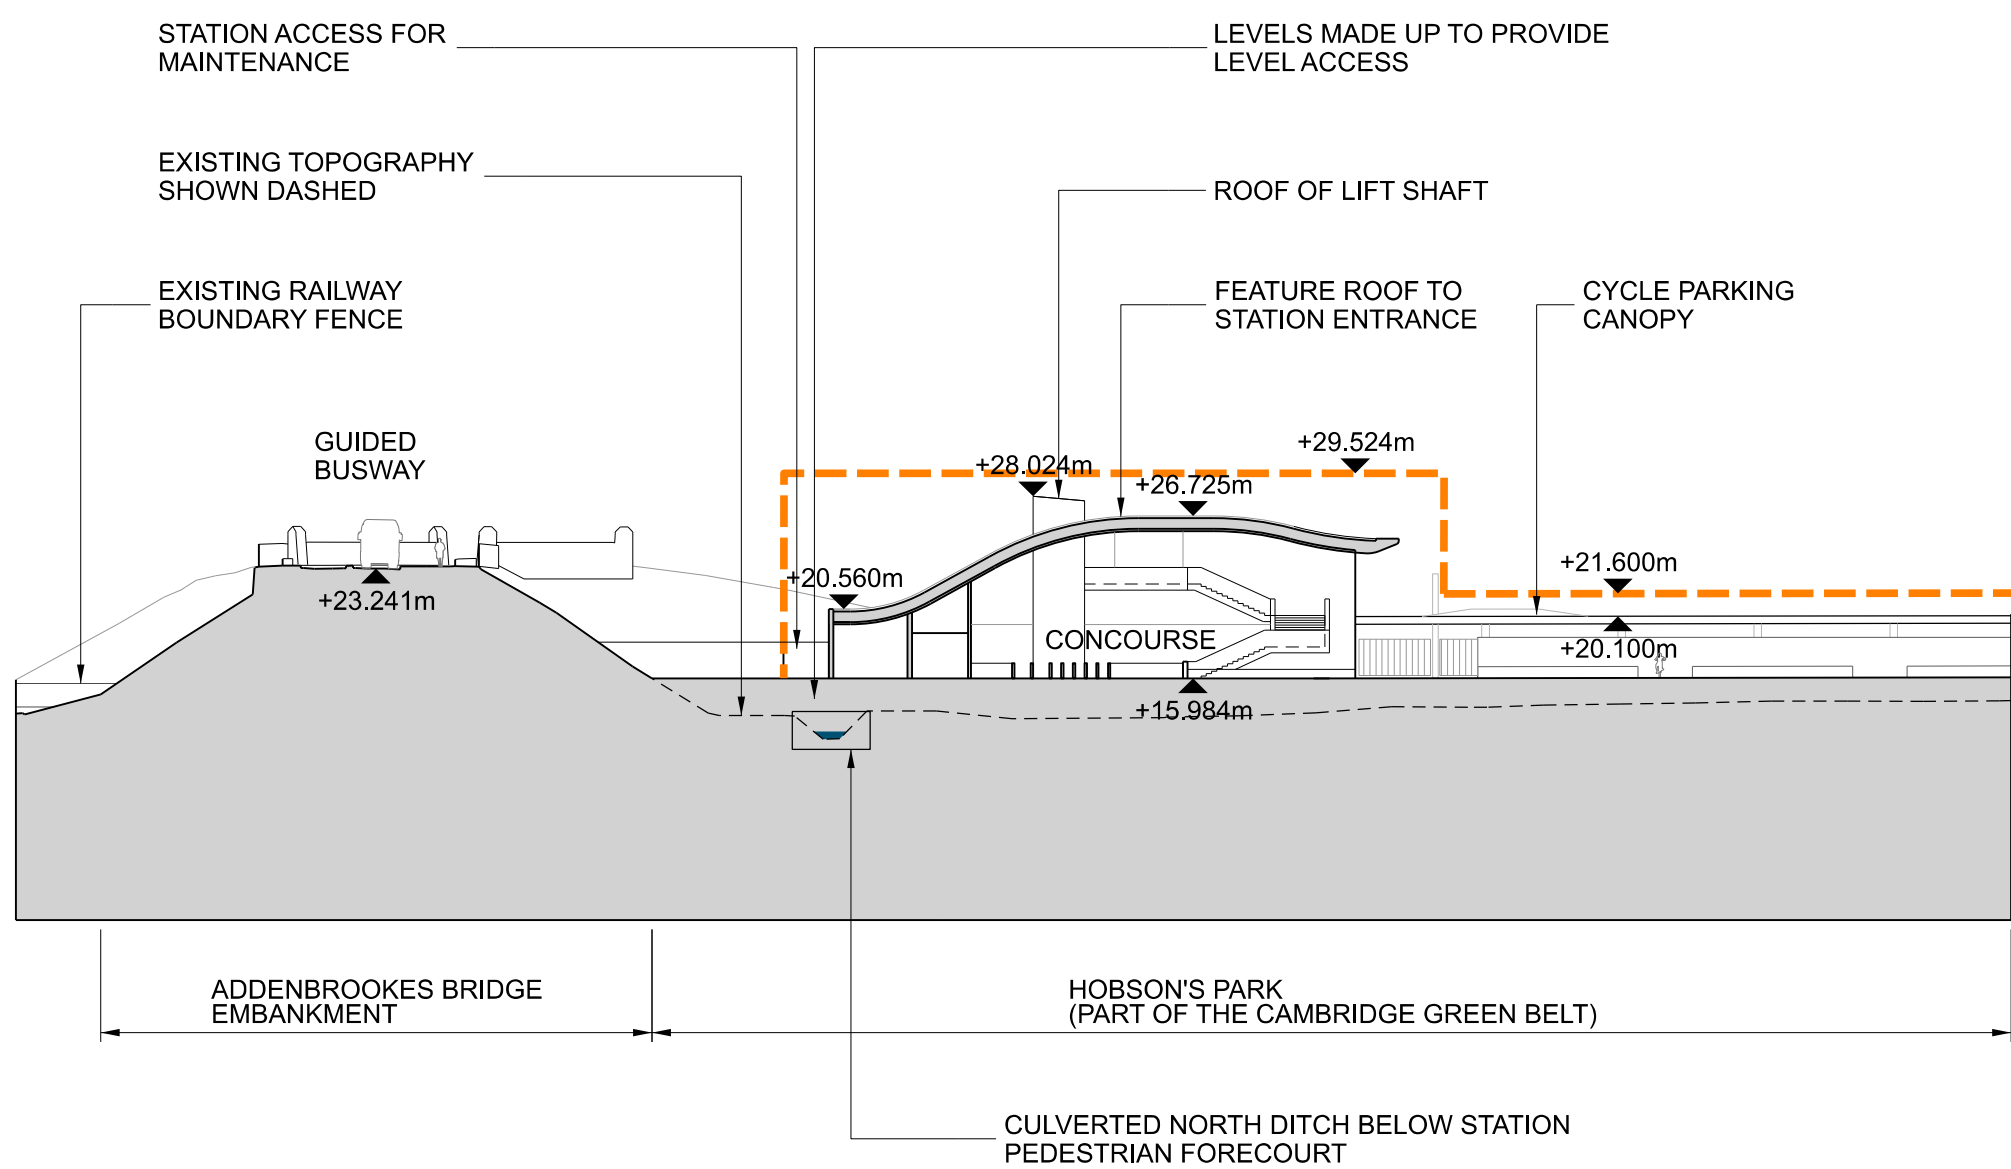 STATION ACCESS FOR
MAINTENANCE
LEVELS MADE UP TO PROVIDE
LEVEL ACCESS
EXISTING TOPOGRAPHY
SHOWN DASHED
ROOF OF LIFT SHAFT
EXISTING RAILWAY
BOUNDARY FENCE
FEATURE ROOF TO
STATION ENTRANCE
CYCLE PARKING
CANOPY
GUIDED
BUSWAY
+29.524m
+28.024m
+26.725m
+20.560m
+21.600m
+23.241m
CONCOURSE
+20.100m
+15.984m
ADDENBROOKES BRIDGE
EMBANKMENT
HOBSON'S PARK
(PART OF THE CAMBRIDGE GREEN BELT)
CULVERTED NORTH DITCH BELOW STATION
PEDESTRIAN FORECOURT